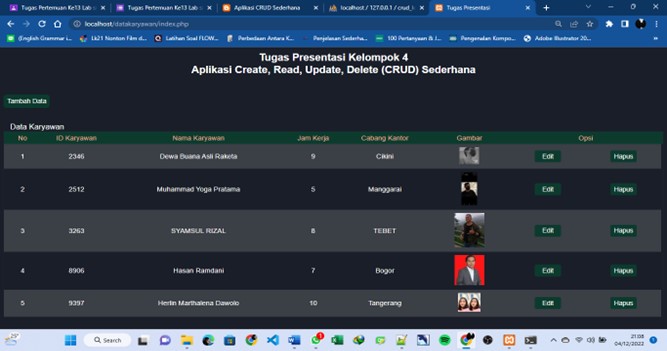 Tugas Pertemuan Ke13 Lab s
Tugas Pertemuan Ke13 Lab s
Aplikasi CRUD Sederhana
localhost / 127.0.0.1 / crud_k
Tugas Presentasi
localhost/datakaryawan/index.php
(English Grammar i...
Lk21 Nonton Film d...
Latihan Soal FLOW...
Perbedaan Antara K...
Penjelasan Sederha...
100 Pertanyaan & J...
Pengenalan Kompo...
Adobe Illustrator 20...
Tugas Presentasi Kelompok 4
Aplikasi Create, Read, Update, Delete (CRUD) Sederhana
Tambah Data
Data Karyawan
No ID Karyawan Nama Karyawan Jam Kerja Cabang Kantor Gambar Opsi
1 2346 Dewa Buana Asli Raketa 9 Cikini Edit Hapus
2 2512 Muhammad Yoga Pratama 5 Manggarai Edit Hapus
3 3263 SYAMSUL RIZAL 8 TEBET Edit Hapus
4 8906 Hasan Ramdani 7 Bogor Edit Hapus
5 9397 Herlin Marthalena Dawolo 10 Tangerang Edit Hapus
25°
Search
21:08
04/12/2022